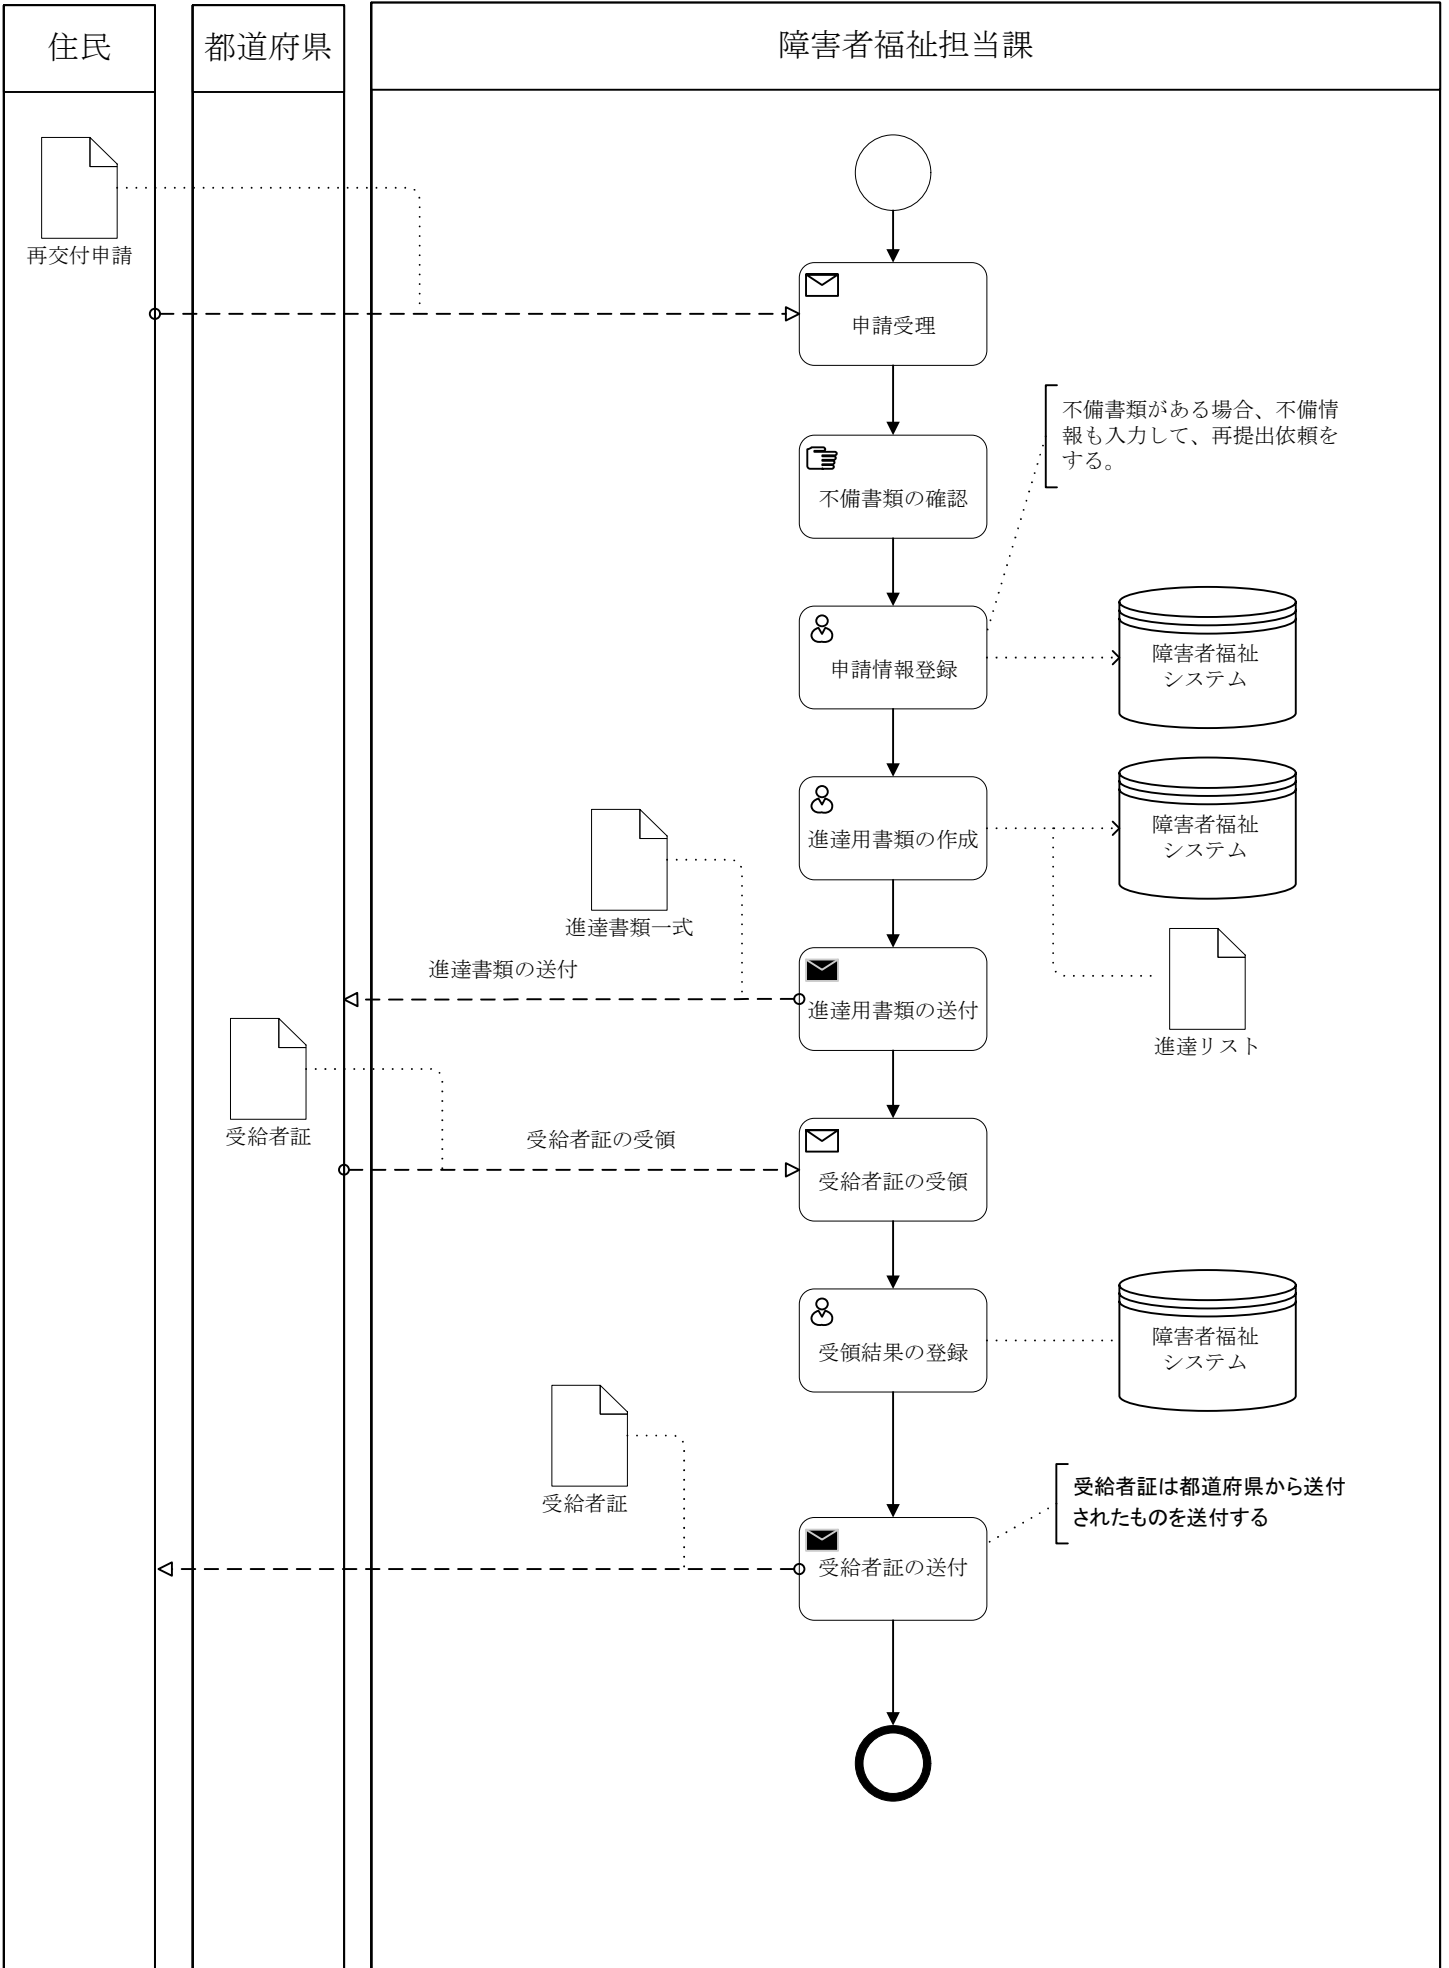 住民
都道府県
障害者福祉担当課
再交付申請
申請受理
不備書類がある場合、不備情
報も入力して、再提出依頼を
する。
不備書類の確認
申請情報登録
障害者福祉
システム
進達用書類の作成
障害者福祉
システム
進達書類一式
進達書類の送付
進達用書類の送付
進達リスト
受給者証
受給者証の受領
受給者証の受領
受領結果の登録
障害者福祉
システム
受給者証
受給者証は都道府県から送付
されたものを送付する
受給者証の送付